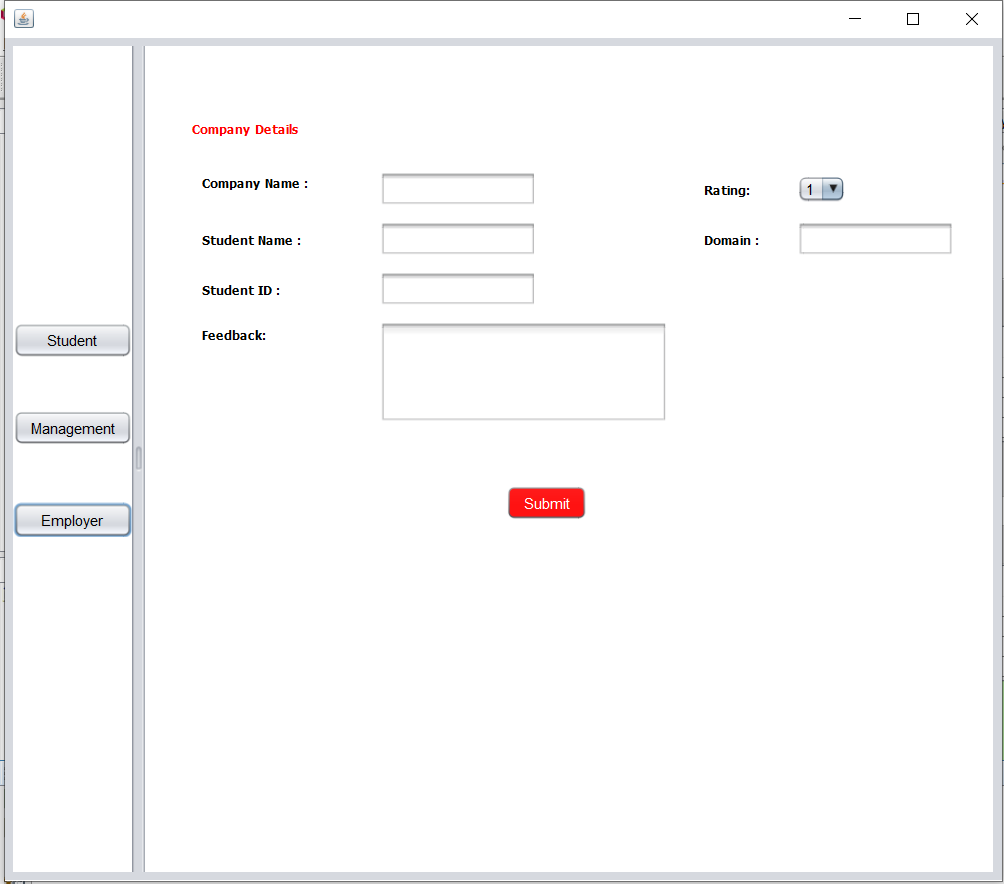 Company Details
Company Name :
Rating:
1
Student Name :
Domain :
Student ID :
Feedback:
Student
Management
Employer
Submit